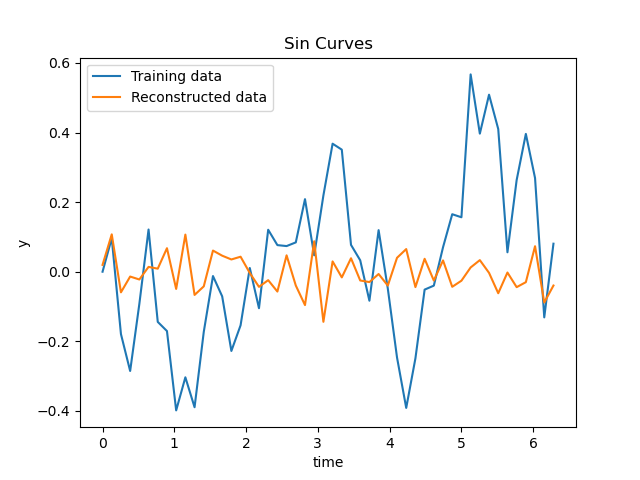 Sin Curves
Training data
Reconstructed data
0.6
0.4
0.2
0.0
−0.2
−0.4
y
0 1 2 3 4 5 6
time